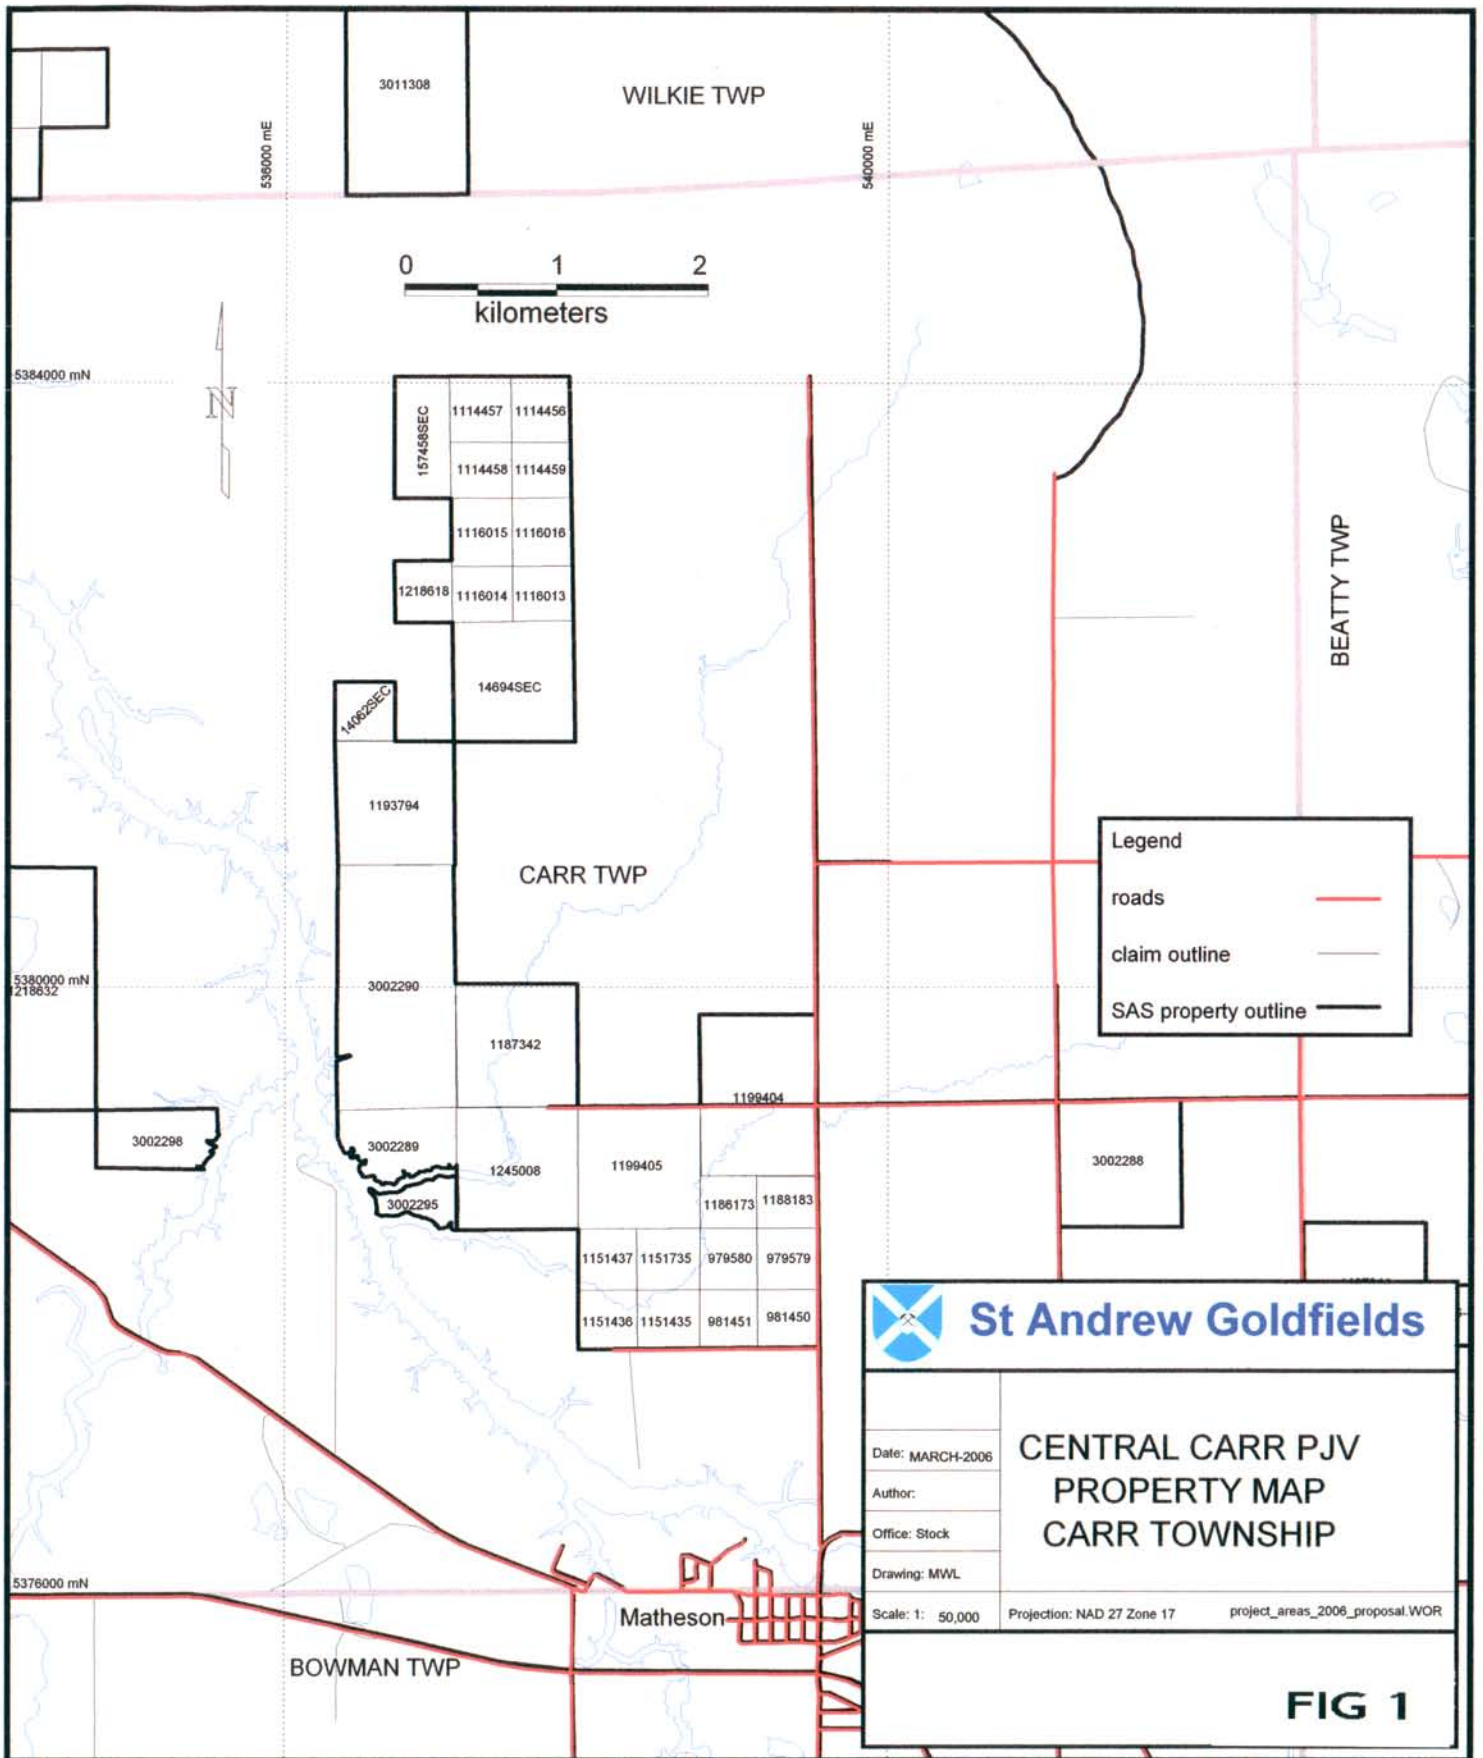 3011308
WILKIE TWP
536000 mE
540000 mE
0 1 2
kilometers
5384000 mN
N
157458SEC
1114457 1114456
1114458 1114459
1116015 1116016
1218618 1116014 1116013
14694SEC
14062SEC
1193794
BEATTY TWP
CARR TWP
Legend
roads
claim outline
SAS property outline
5380000 mN
1218632
3002290
1187342
1199404
3002298
3002289
1245008
1199405
3002288
3002295
1186173 1188183
1151437 1151735 979580 979579
1151436 1151435 981451 981450
St Andrew Goldfields
Date: MARCH-2006
Author:
Office: Stock
Drawing: MWL
Scale: 1: 50,000
CENTRAL CARR PJV
PROPERTY MAP
CARR TOWNSHIP
Projection: NAD 27 Zone 17
project_areas_2006_proposal.WOR
5376000 mN
Matheson
BOWMAN TWP
FIG 1